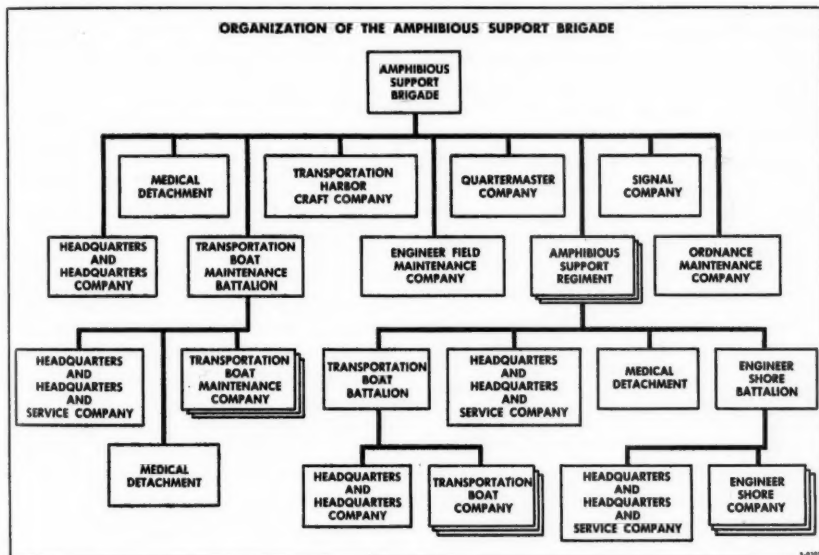 ORGANIZATION OF THE AMPHIBIOUS SUPPORT BRIGADE
AMPHIBIOUS
SUPPORT
BRIGADE
MEDICAL
DETACHMENT
TRANSPORTATION
HARBOR
CRAFT COMPANY
QUARTERMASTER
COMPANY
SIGNAL
COMPANY
HEADQUARTERS
AND
HEADQUARTERS
COMPANY
TRANSPORTATION
BOAT
MAINTENANCE
BATTALION
ENGINEER FIELD
MAINTENANCE
COMPANY
AMPHIBIOUS
SUPPORT
REGIMENT
ORDNANCE
MAINTENANCE
COMPANY
HEADQUARTERS
AND
HEADQUARTERS
AND
SERVICE COMPANY
TRANSPORTATION
BOAT
MAINTENANCE
COMPANY
TRANSPORTATION
BOAT
BATTALION
HEADQUARTERS
AND
HEADQUARTERS
AND
SERVICE COMPANY
MEDICAL
DETACHMENT
ENGINEER
SHORE
BATTALION
MEDICAL
DETACHMENT
HEADQUARTERS
AND
HEADQUARTERS
COMPANY
TRANSPORTATION
BOAT
COMPANY
HEADQUARTERS
AND
HEADQUARTERS
AND
SERVICE COMPANY
ENGINEER
SHORE
COMPANY